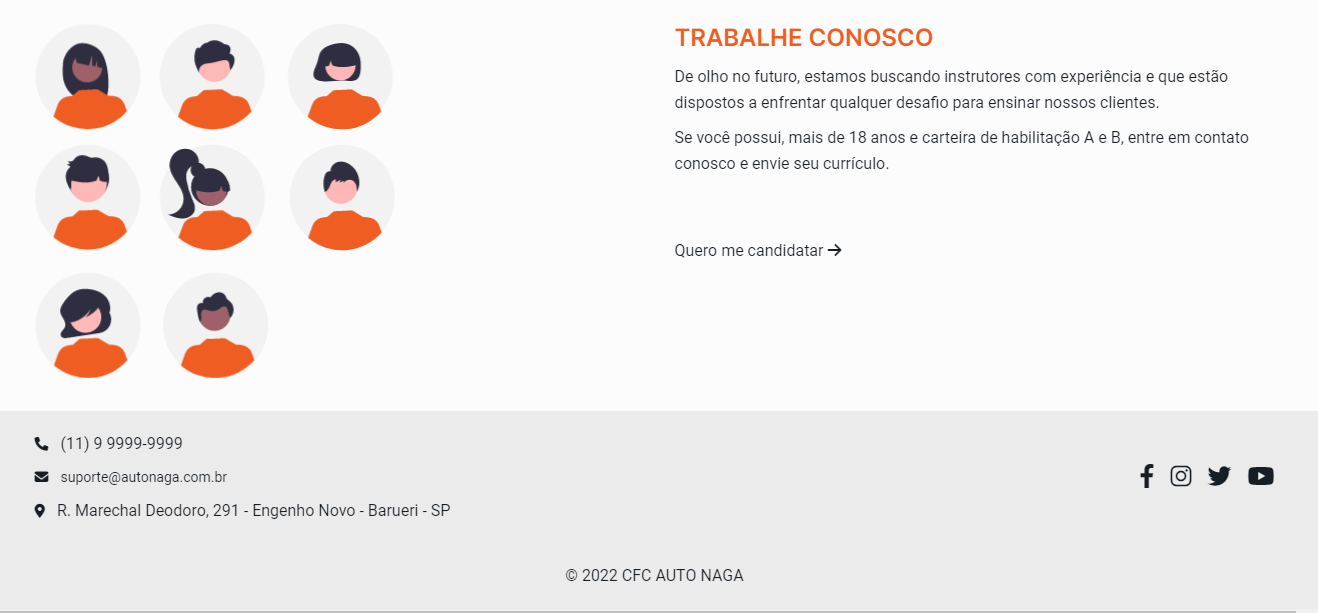 TRABALHE CONOSCO
De olho no futuro, estamos buscando instrutores com experiência e que estão
dispostos a enfrentar qualquer desafio para ensinar nossos clientes.
Se você possui, mais de 18 anos e carteira de habilitação A e B, entre em contato
conosco e envie seu currículo.
Quero me candidatar →
(11) 9 9999-9999
suporte@autonaga.com.br
R. Marechal Deodoro, 291 - Engenho Novo - Barueri - SP
© 2022 CFC AUTO NAGA